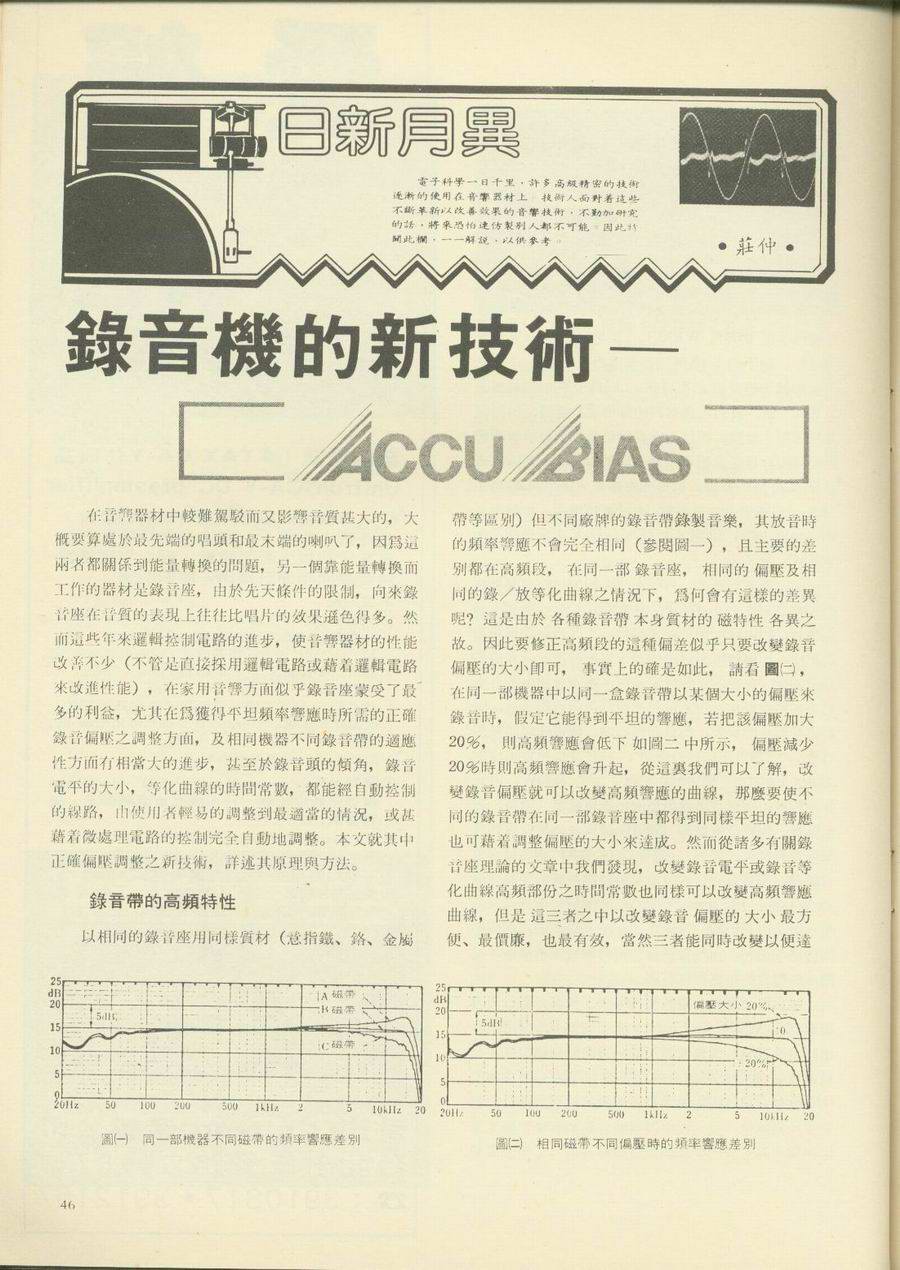 日新月異
電子科學一日千里，許多高級精密的技術
逐漸的使用在音響器材上，技術人面對着這些
不斷革新以改善效果的音響技術，不勤加研究
的話，將來恐怕連仿製別人都不可能。因此特
闢此欄，一一解說，以供參考。
●莊仲●
錄音機的新技術—
ACCU BIAS
在音響器材中較難駕馭而又影響音質甚大的，大
概要算處於最先端的唱頭和最末端的喇叭了，因爲這
兩者都關係到能量轉換的問題，另一個靠能量轉換而
工作的器材是錄音座，由於先天條件的限制，向來錄
音座在音質的表現上往往比唱片的效果遜色得多。然
而這些年來邏輯控制電路的進步，使音響器材的性能
改善不少（不管是直接採用邏輯電路或藉着邏輯電路
來改進性能），在家用音響方面似乎錄音座蒙受了最
多的利益，尤其在爲獲得平坦頻率響應時所需的正確
錄音偏壓之調整方面，及相同機器不同錄音帶的適應
性方面有相當大的進步，甚至於錄音頭的傾角，錄音
電平的大小，等化曲線的時間常數，都能經自動控制
的線路，由使用者輕易的調整到最適當的情況，或甚
藉着微處理電路的控制完全自動地調整。本文就其中
正確偏壓調整之新技術，詳述其原理與方法。
錄音帶的高頻特性
以相同的錄音座用同樣質材（意指鐵、鉻、金屬
帶等區別）但不同廠牌的錄音帶錄製音樂，其放音時
的頻率響應不會完全相同（參閱圖一），且主要的差
別都在高頻段，在同一部錄音座，相同的偏壓及相
同的錄／放等化曲線之情況下，爲何會有這樣的差異
呢？這是由於各種錄音帶本身質材的磁特性各異之
故。因此要修正高頻段的這種偏差似乎只要改變錄音
偏壓的大小卽可，事實上的確是如此，請看圖㈡，
在同一部機器中以同一盒錄音帶以某個大小的偏壓來
錄音時，假定它能得到平坦的響應，若把該偏壓加大
20%，則高頻響應會低下如圖二中所示，偏壓減少
20%時則高頻響應會升起，從這裏我們可以了解，改
變錄音偏壓就可以改變高頻響應的曲線，那麼要使不
同的錄音帶在同一部錄音座中都得到同樣平坦的響應
也可藉着調整偏壓的大小來達成。然而從諸多有關錄
音座理論的文章中我們發現，改變錄音電平或錄音等
化曲線高頻部份之時間常數也同樣可以改變高頻響應
曲線，但是這三者之中以改變錄音偏壓的大小最方
便、最價廉，也最有效，當然三者能同時改變以便達
25
dB
20
15
10
5
0
5dB
A 磁帶
B 磁帶
C 磁帶
20Hz 50 100 200 500 1kHz 2 5 10kHz 20
圖㈠ 同一部機器不同磁帶的頻率響應差別
25
dB
20
15
10
5
0
5dB
偏壓大小 20%
0
20%
20Hz 50 100 200 500 1kHz 2 5 10kHz 20
圖㈡ 相同磁帶不同偏壓時的頻率響應差別
46